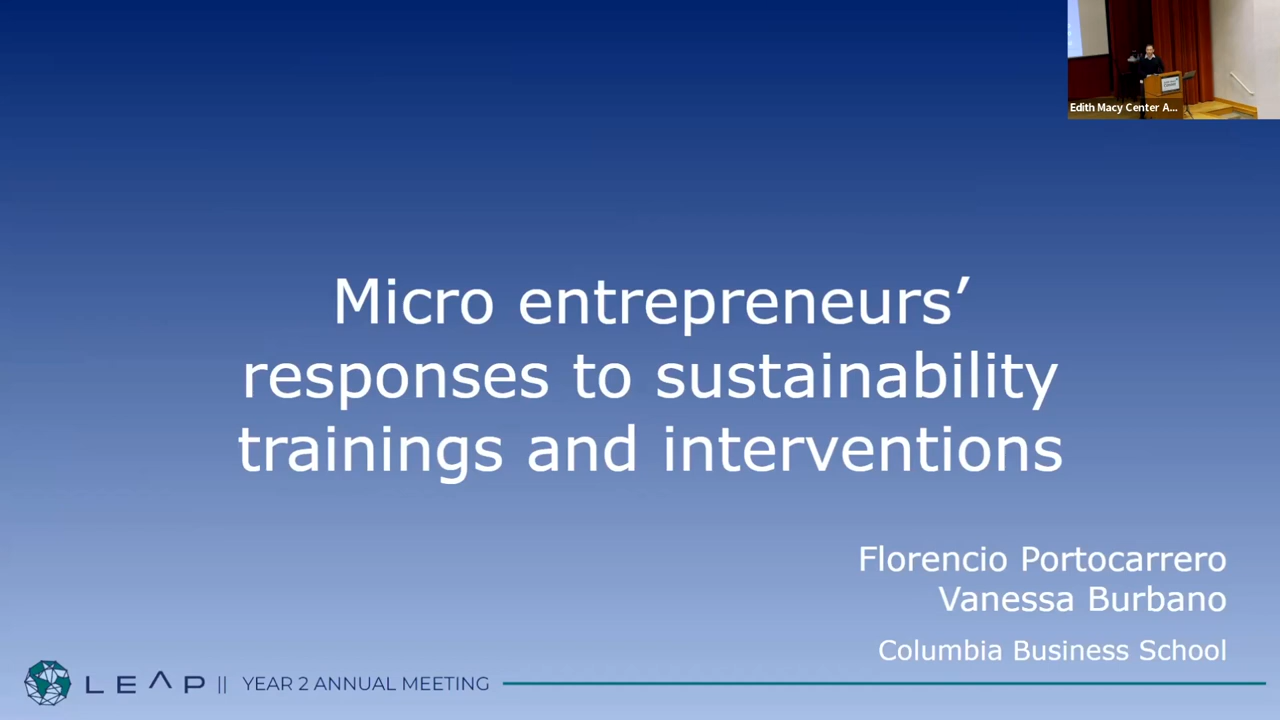 Edith Macy Center A...
Micro entrepreneurs’
responses to sustainability
trainings and interventions
Florencio Portocarrero
Vanessa Burbano
Columbia Business School
LEAP || YEAR 2 ANNUAL MEETING